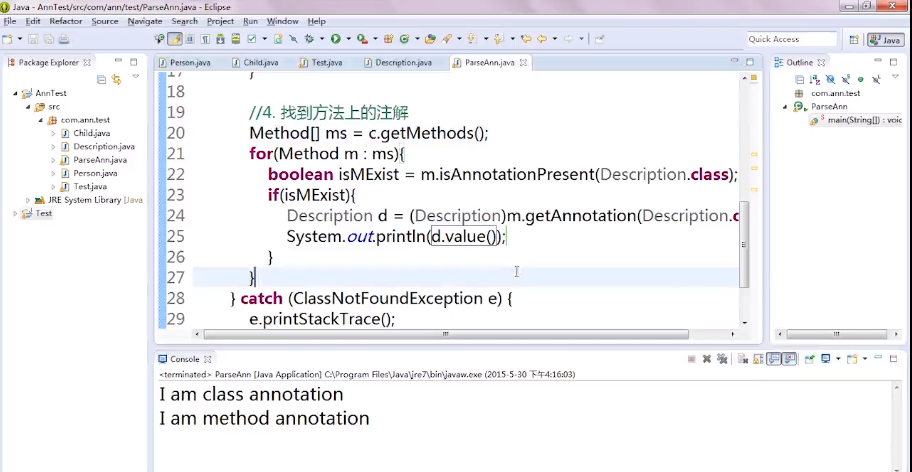 Java - AnnTest/src/com/ann/test/ParseAnn.java - Eclipse
File Edit Refactor Source Navigate Search Project Run Window Help
Quick Access
Java
Package Explorer
AnnTest
src
com.ann.test
Child.java
Description.java
ParseAnn.java
Person.java
Test.java
JRE System Library [Java
Test
Person.java Child.java Test.java Description.java ParseAnn.java
17 }
18
19 //4. 找到方法上的注解
20 Method[] ms = c.getMethods();
21 for(Method m : ms){
22 boolean isMExist = m.isAnnotationPresent(Description.class);
23 if(isMExist){
24 Description d = (Description)m.getAnnotation(Description.c
25 System.out.println(d.value());
26 }
27 }
28 } catch (ClassNotFoundException e) {
29 e.printStackTrace();
Outline
com.ann.test
ParseAnn
main(String[]) : void
Console
<terminated> ParseAnn [Java Application] C:\Program Files\Java\jre7\bin\javaw.exe (2015-5-30 下午4:16:03)
I am class annotation
I am method annotation